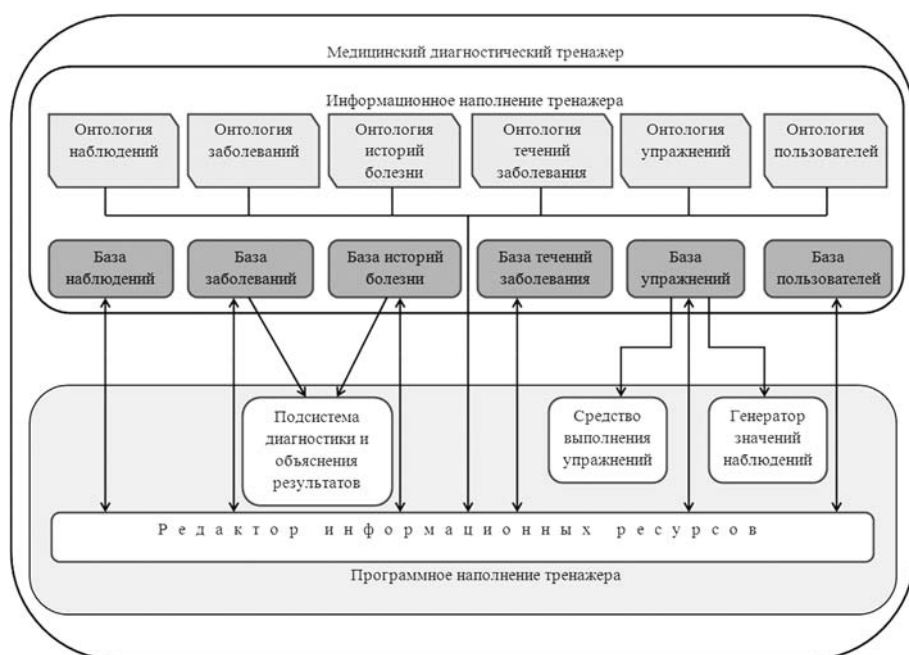 Медицинский диагностический тренажер
Информационное наполнение тренажера
Онтология
наблюдений
Онтология
заболеваний
Онтология
историй
болезни
Онтология
течений
заболевания
Онтология
упражнений
Онтология
пользователей
База
наблюдений
База
заболеваний
База историй
болезни
База течений
заболевания
База
упражнений
База
пользователей
Подсистема
диагностики и
объяснения
результатов
Средство
выполнения
упражнений
Генератор
значений
наблюдений
Редактор информационных ресурсов
Программное наполнение тренажера